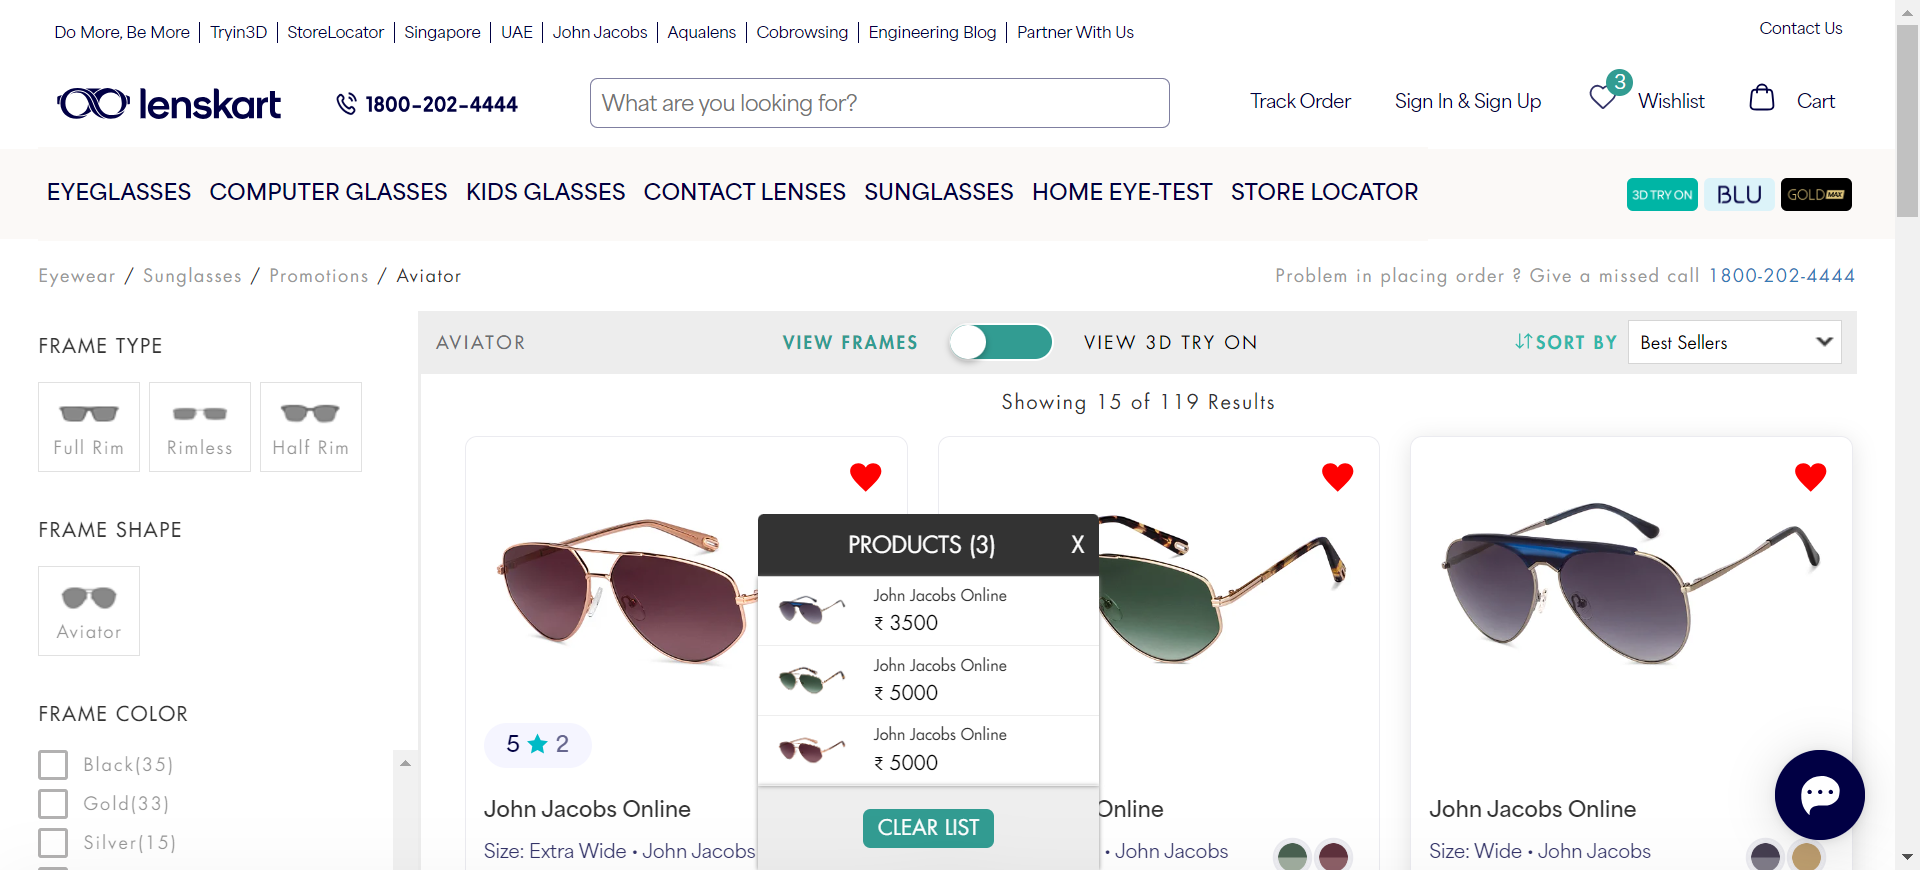 Do More, Be More Tryin3D StoreLocator Singapore UAE John Jacobs Aqualens Cobrowsing Engineering Blog Partner With Us
Contact Us
lenskart
1800-202-4444
What are you looking for?
Track Order
Sign In & Sign Up
3
Wishlist
Cart
EYEGLASSES COMPUTER GLASSES KIDS GLASSES CONTACT LENSES SUNGLASSES HOME EYE-TEST STORE LOCATOR
3D TRY ON
BLU
GOLD MAX
Eyewear / Sunglasses / Promotions / Aviator
Problem in placing order ? Give a missed call 1800-202-4444
FRAME TYPE
Full Rim
Rimless
Half Rim
FRAME SHAPE
Aviator
FRAME COLOR
Black(35)
Gold(33)
Silver(15)
AVIATOR
VIEW FRAMES
VIEW 3D TRY ON
SORT BY
Best Sellers
Showing 15 of 119 Results
5 ★ 2
John Jacobs Online
Size: Extra Wide • John Jacobs
Online
• John Jacobs
John Jacobs Online
Size: Wide • John Jacobs
PRODUCTS (3)
X
John Jacobs Online
₹ 3500
John Jacobs Online
₹ 5000
John Jacobs Online
₹ 5000
CLEAR LIST